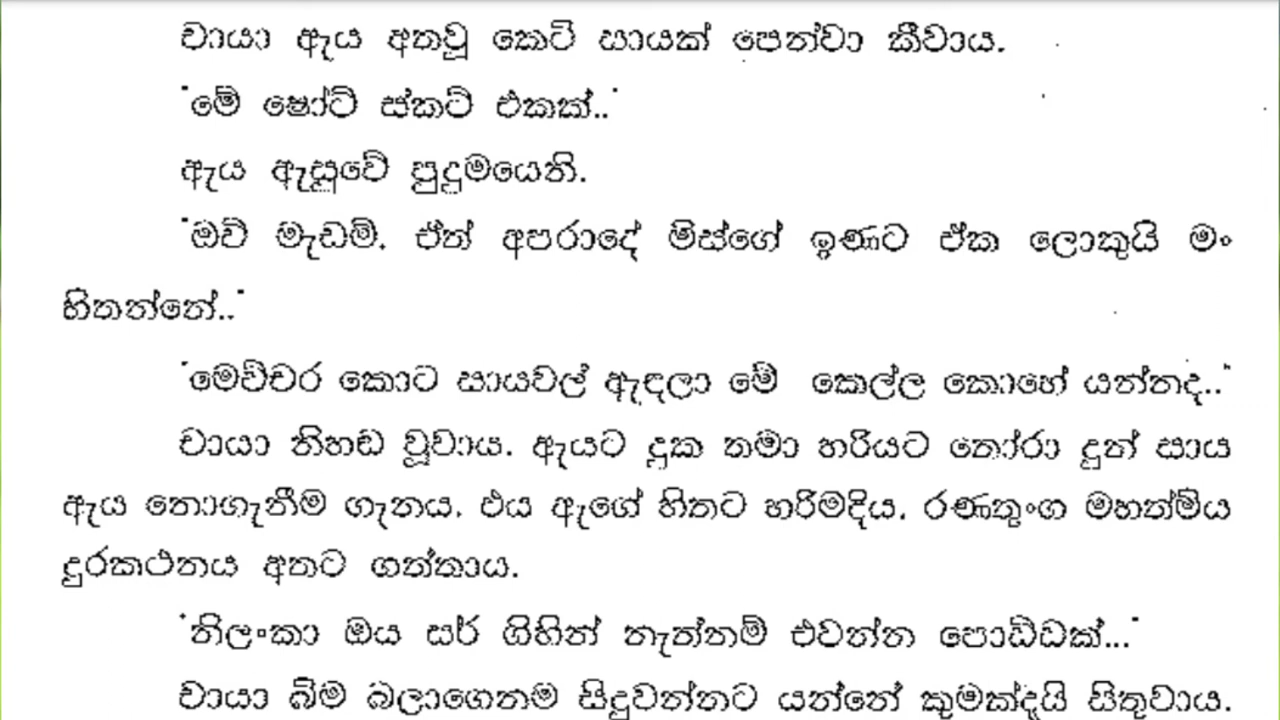 චායා ඇය අතවූ කෙටි සායක් පෙන්වා කීවාය.
"මේ ෂෝට් ස්කට් එකක්.."
ඇය ඇසුවේ පුදුමයෙනි.
"ඔව් මැඩම්. ඒත් අපරාදේ මිස්ගේ ඉණට ඒක ලොකුයි මං
හිතන්නේ.."
"මෙව්චර කොට සායවල් ඇඳලා මේ කෙල්ල කොහේ යන්නද.."
චායා නිහඬ වූවාය. ඇයට දුක තමා හරියට තෝරා දුන් සාය
ඇය නොගැනීම ගැනය. එය ඇගේ හිතට හරිමදිය. රණතුංග මහත්මිය
දුරකථනය අතට ගත්තාය.
"නිලංකා ඔය සර් ගිහින් නැත්නම් එවන්න පොඩ්ඩක්..."
චායා බිම බලාගෙනම සිදුවන්නට යන්නේ කුමක්දැයි සිතුවාය.